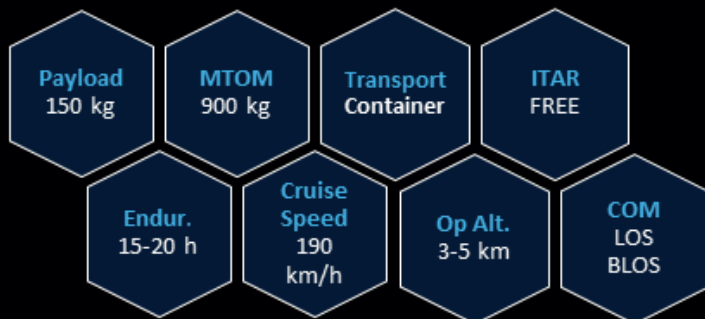 Payload
150 kg
MTOM
900 kg
Transport
Container
ITAR
FREE
Endur.
15-20 h
Cruise
Speed
190
km/h
Op Alt.
3-5 km
COM
LOS
BLOS